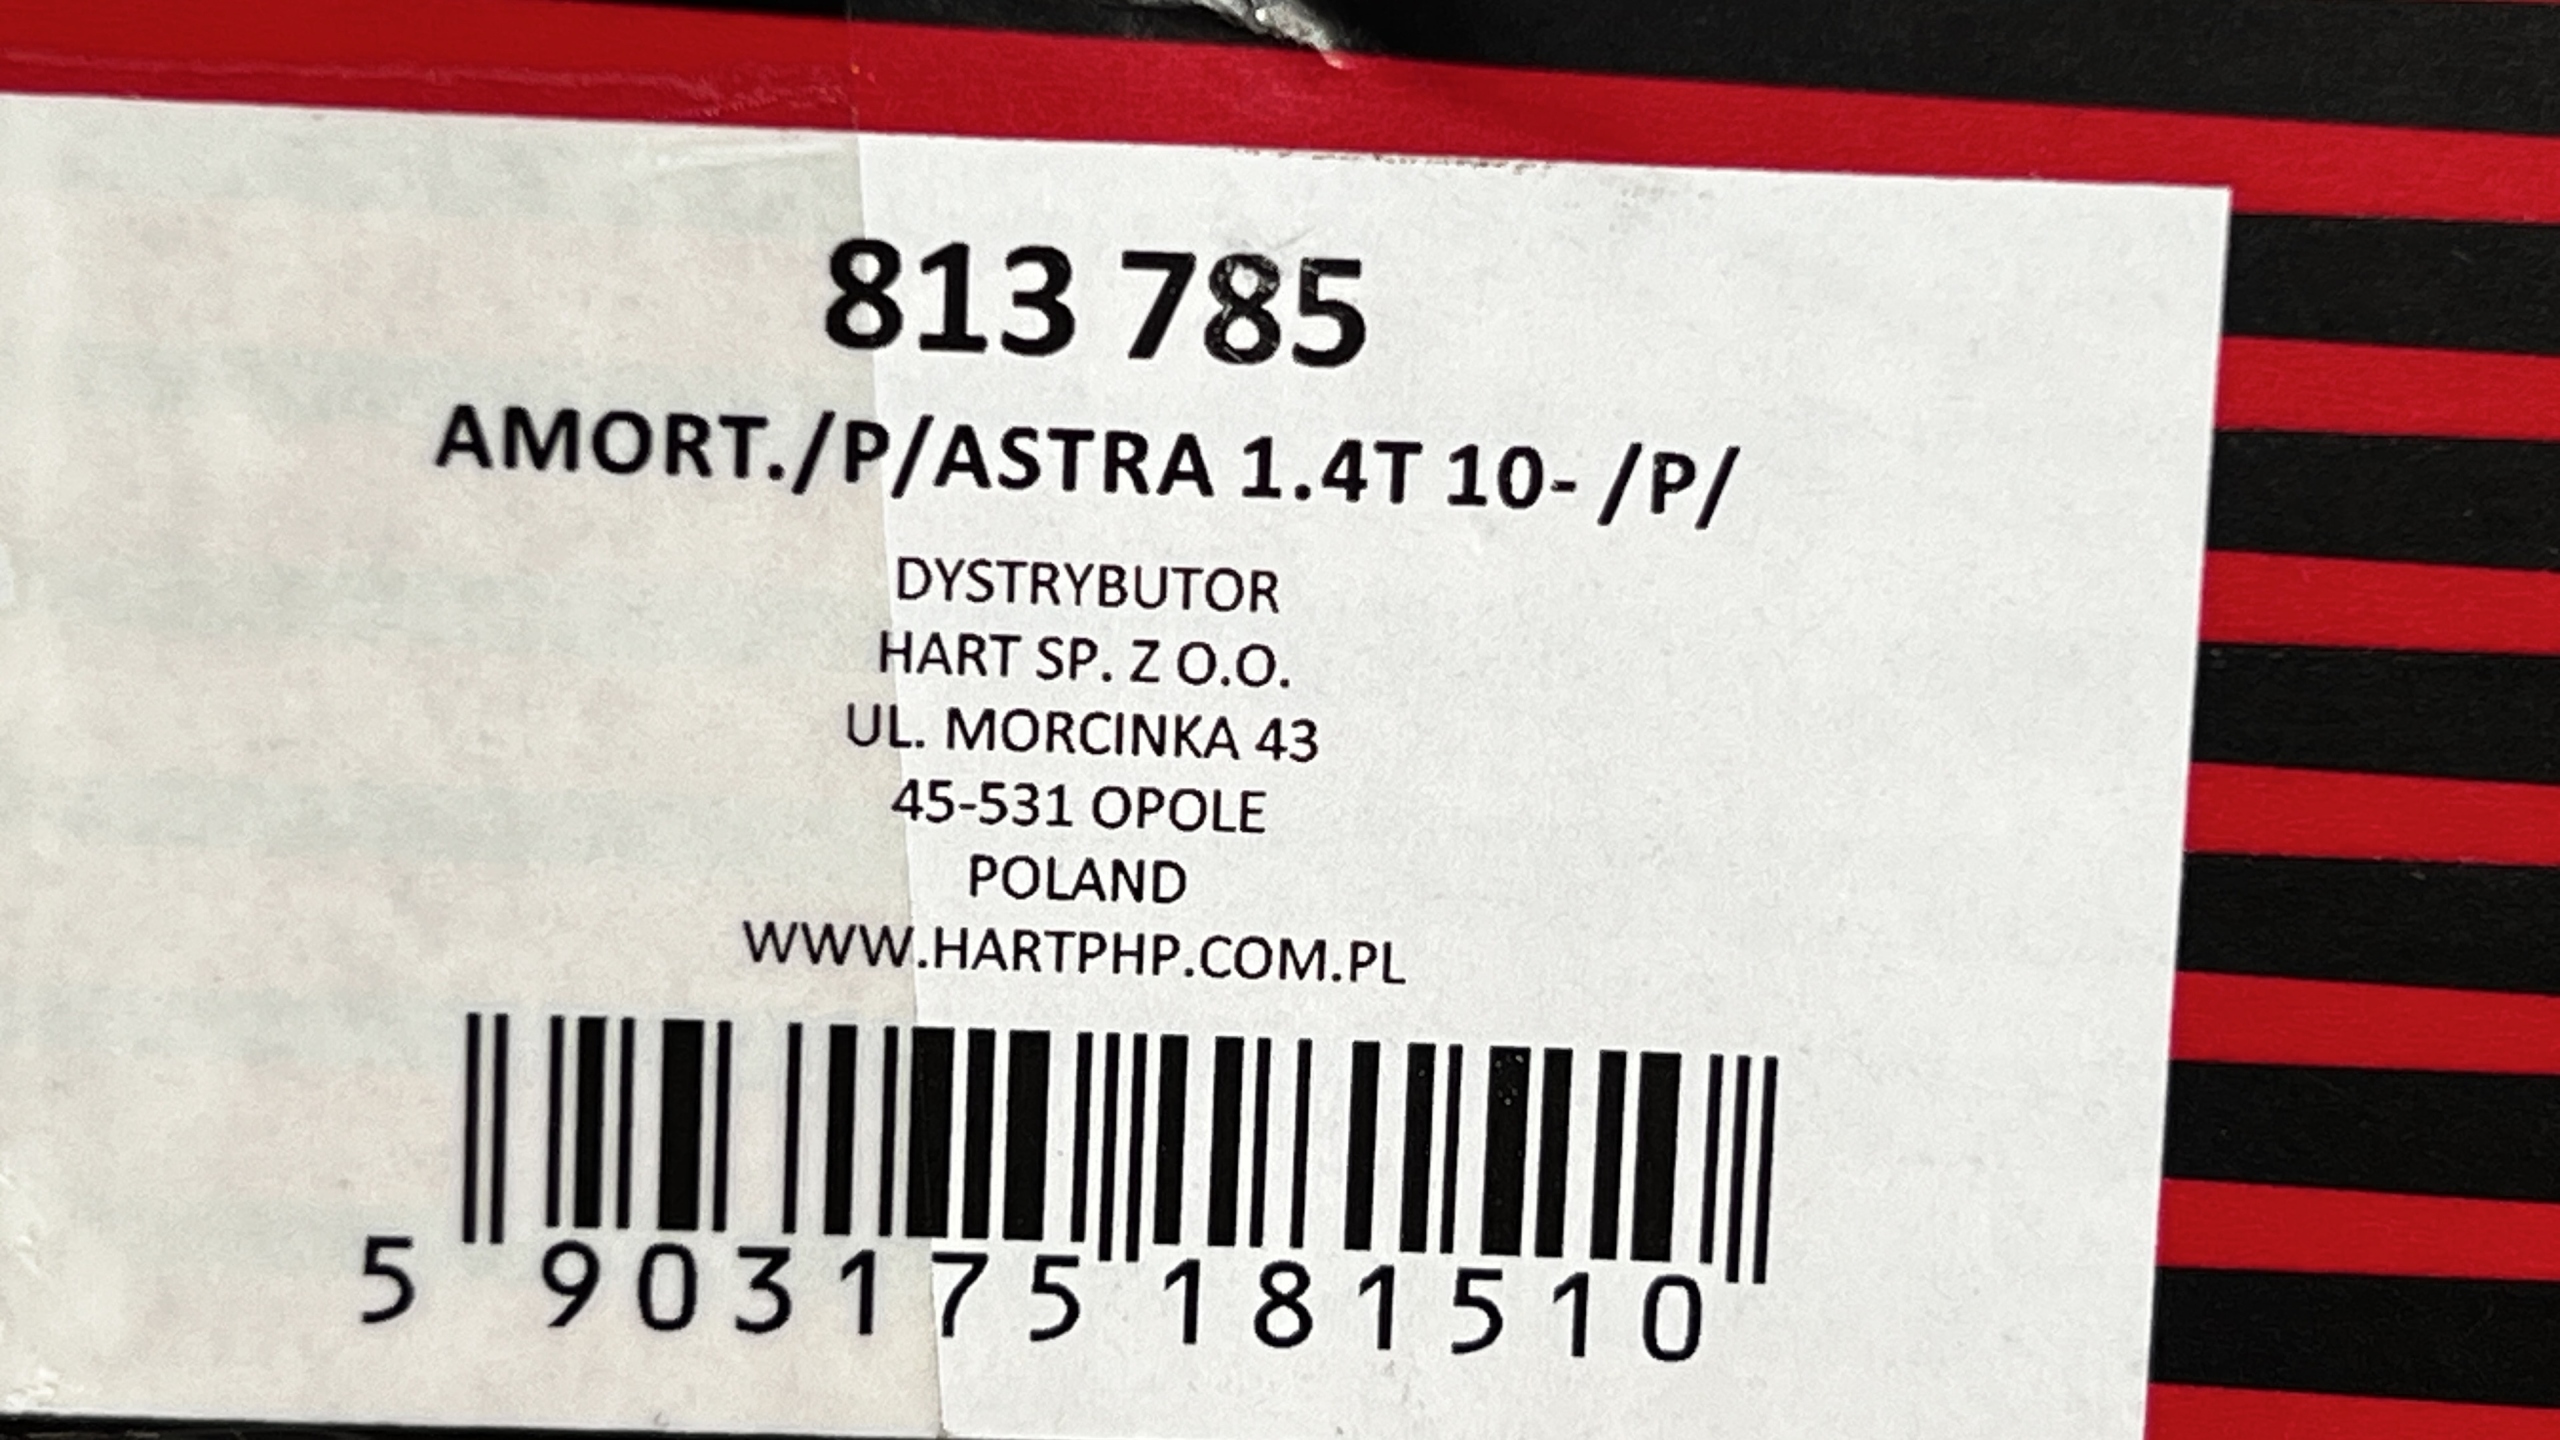 813 785
AMORT./P/ASTRA 1.4T 10- /P/
DYSTRYBUTOR
HART SP. Z O.O.
UL. MORCINKA 43
45-531 OPOLE
POLAND
WWW.HARTPHP.COM.PL
5 903175 181510